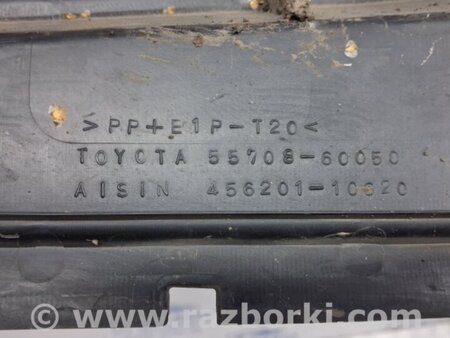 >PP+E1P-T20<
TOYOTA 55708-60050
AISIN 456201-10620
www.razborki.com